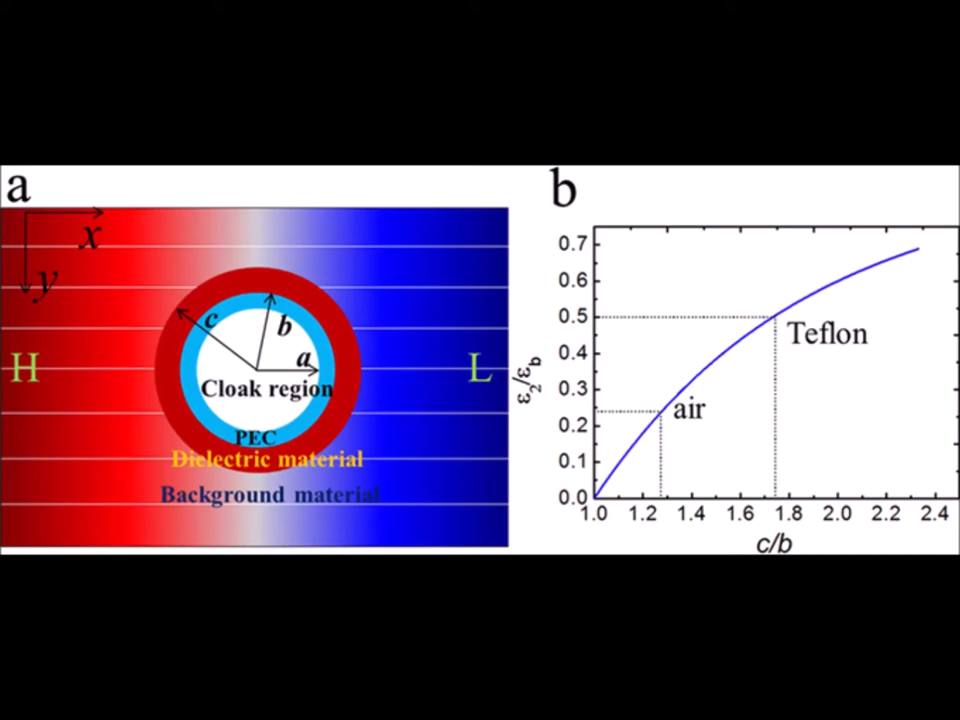 a
x
y
c
b
a
H
L
Cloak region
PEC
Dielectric material
Background material
b
ε2/εb
0.7
0.6
0.5
0.4
0.3
0.2
0.1
0.0
Teflon
air
1.0 1.2 1.4 1.6 1.8 2.0 2.2 2.4
c/b